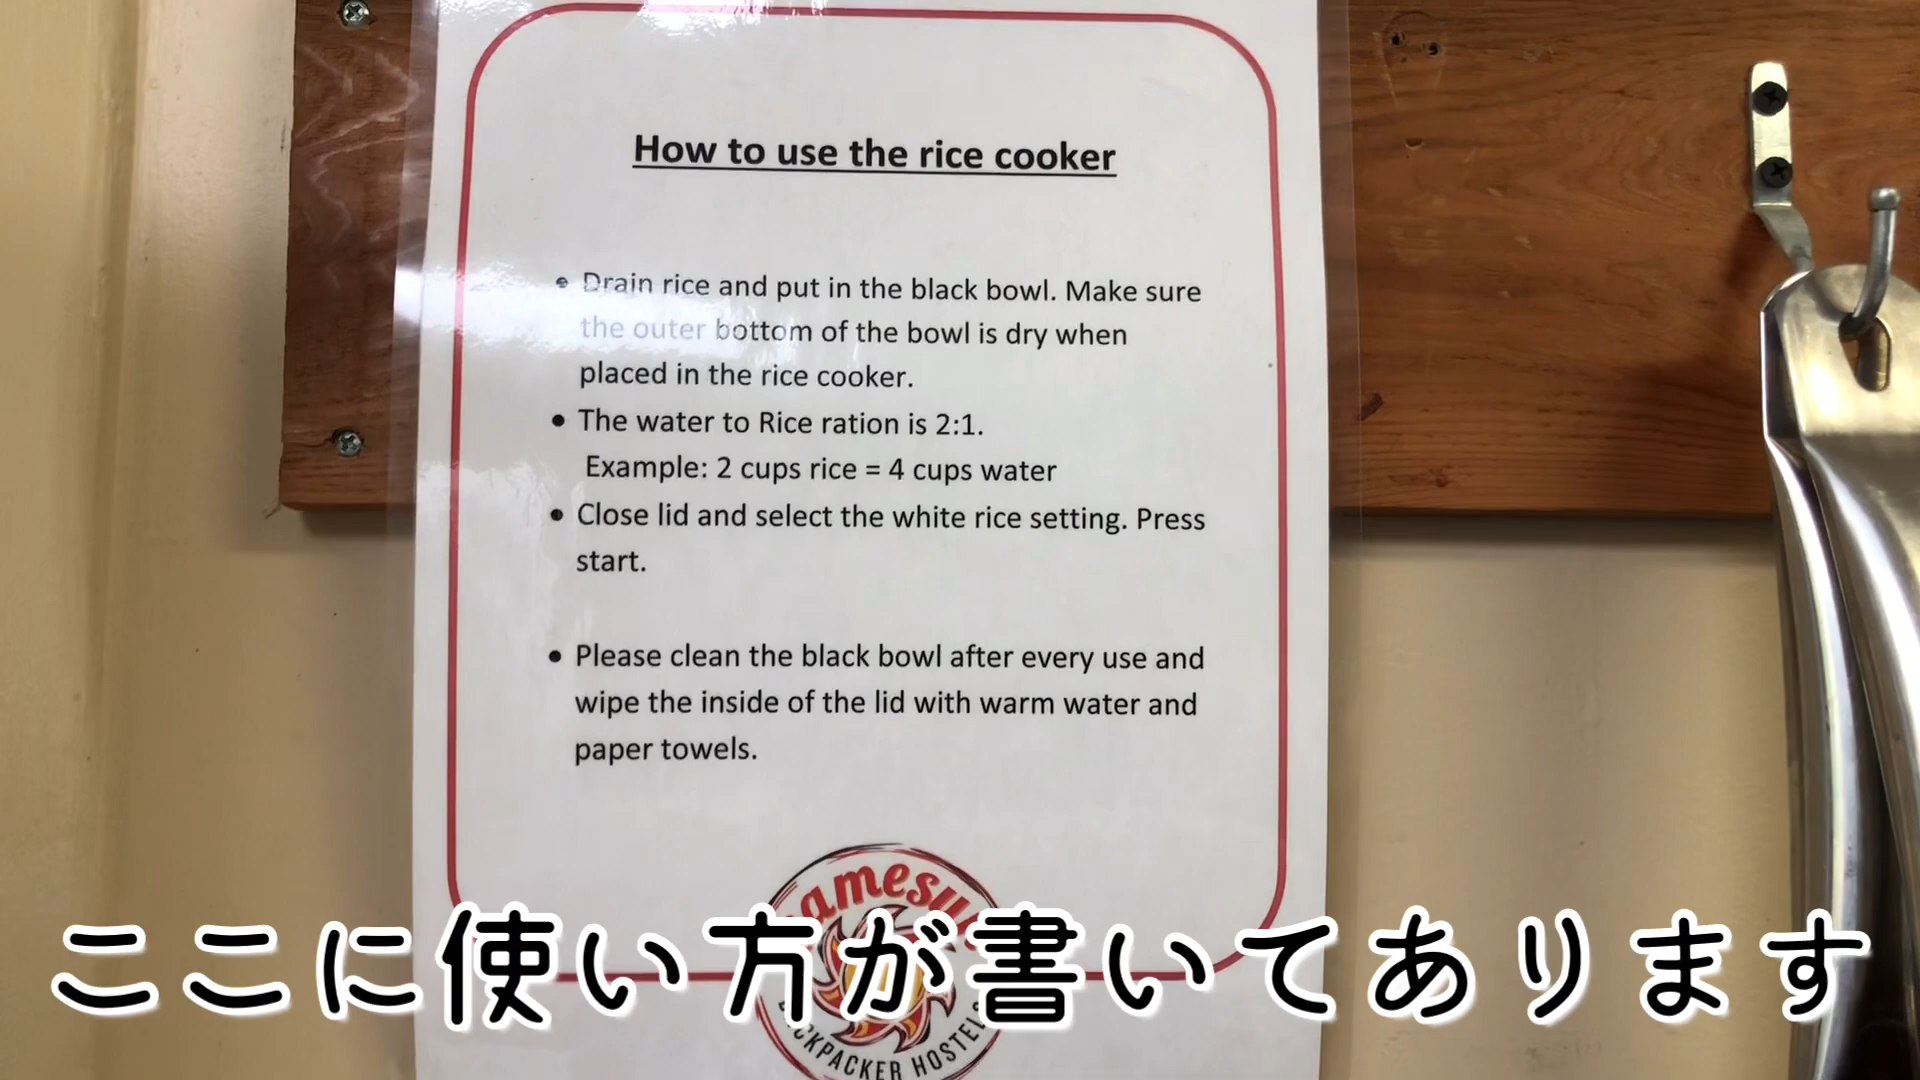 How to use the rice cooker
• Drain rice and put in the black bowl. Make sure
the outer bottom of the bowl is dry when
placed in the rice cooker.
• The water to Rice ration is 2:1.
Example: 2 cups rice = 4 cups water
• Close lid and select the white rice setting. Press
start.
• Please clean the black bowl after every use and
wipe the inside of the lid with warm water and
paper towels.
ここに使い方が書いてあります